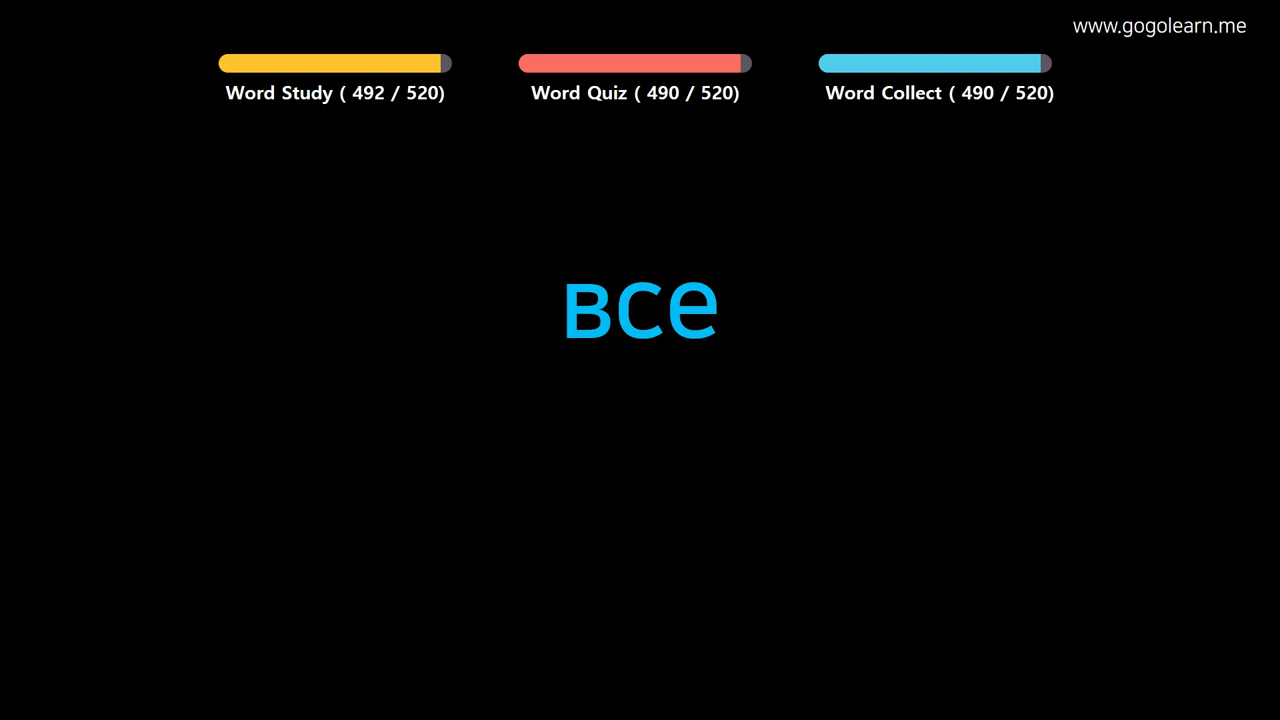 www.gogolearn.me
Word Study ( 492 / 520)
Word Quiz ( 490 / 520)
Word Collect ( 490 / 520)
все